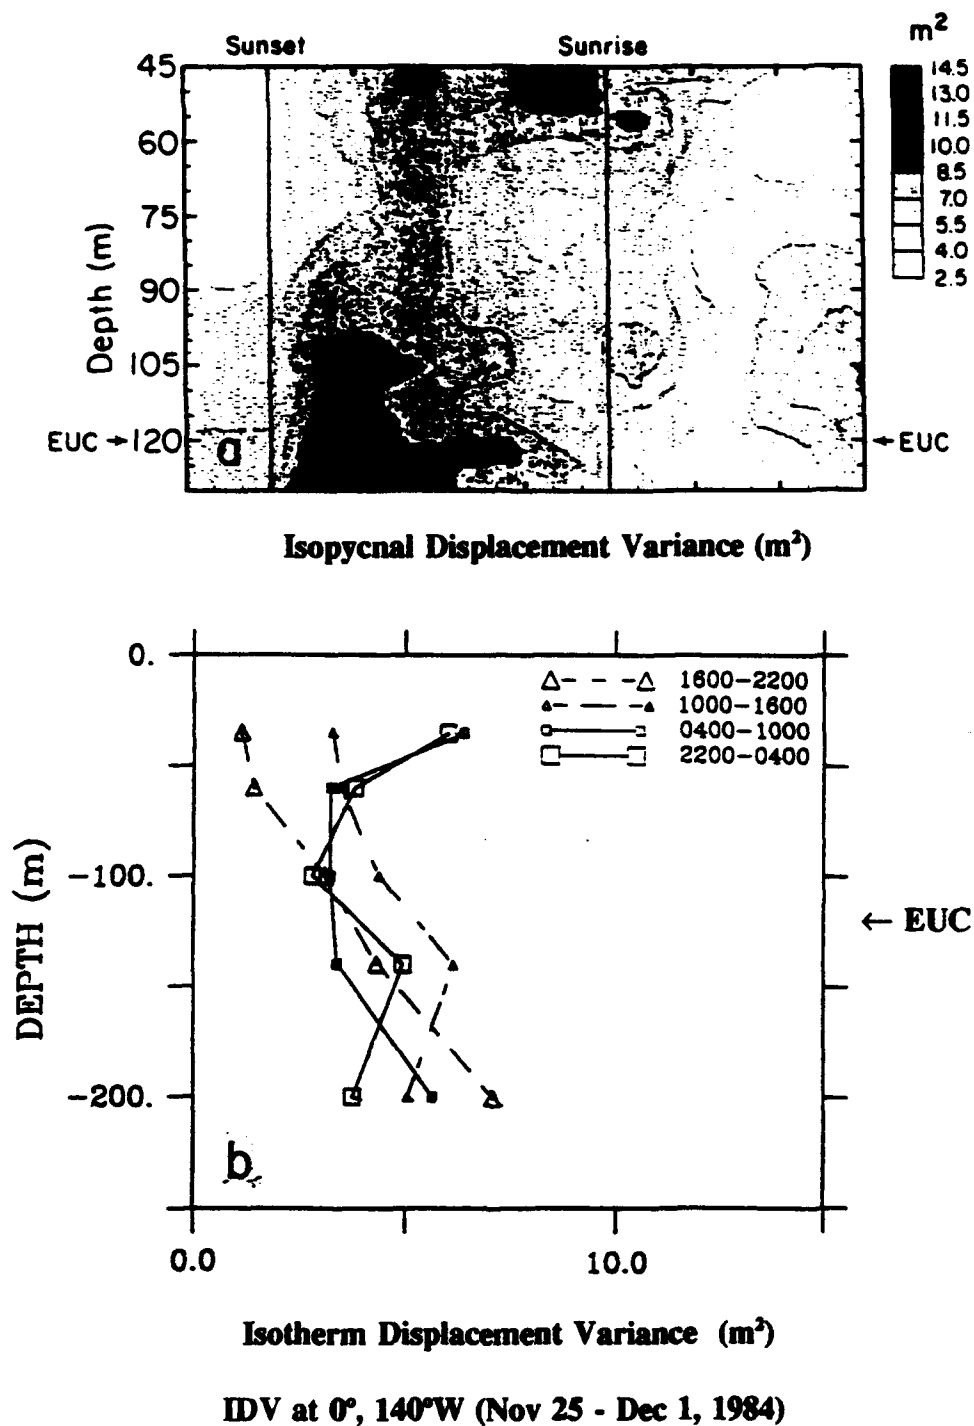 m²
Sunset Sunrise
45
60
75
90
105
120
Depth (m)
EUC → ← EUC
a
14.5
13.0
11.5
10.0
8.5
7.0
5.5
4.0
2.5
Isopycnal Displacement Variance (m²)
0.
-100.
-200.
DEPTH (m)
1600-2200
1000-1600
0400-1000
2200-0400
← EUC
b
0.0 10.0
Isotherm Displacement Variance (m²)
IDV at 0°, 140°W (Nov 25 - Dec 1, 1984)